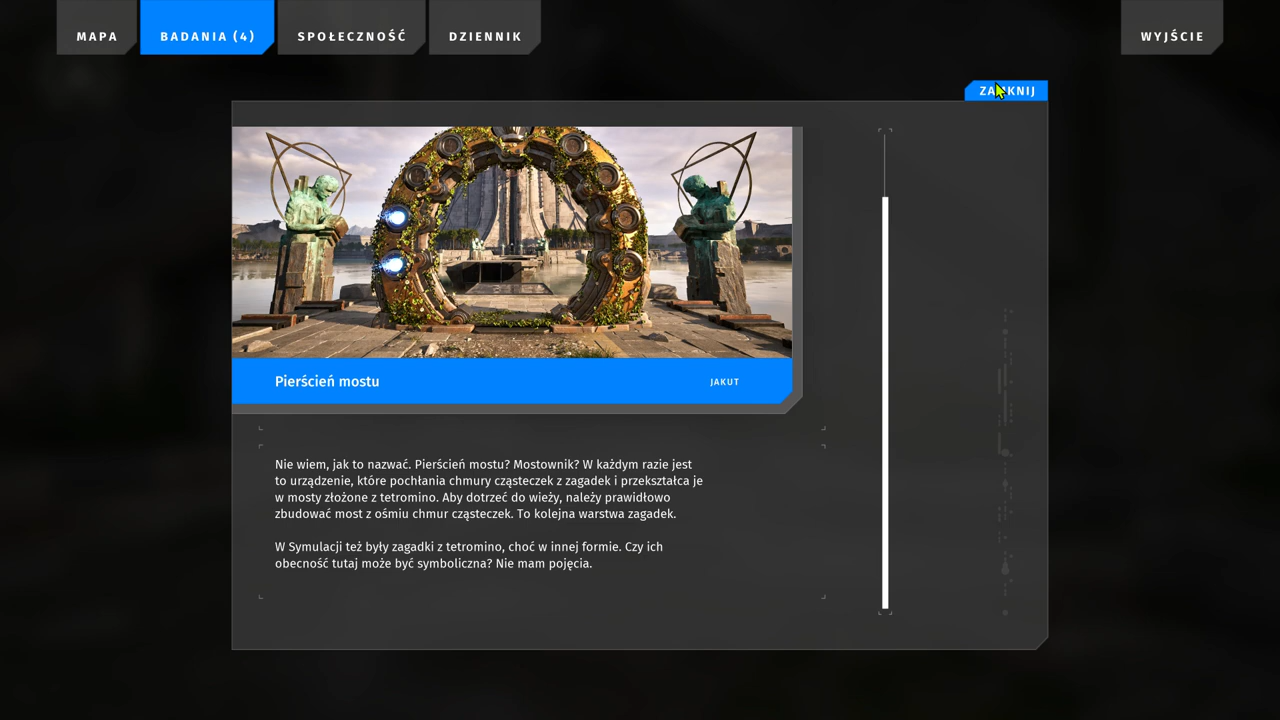 MAPA
BADANIA (4)
SPOŁECZNOŚĆ
DZIENNIK
WYJŚCIE
ZAMKNIJ
Pierścień mostu
JAKUT
Nie wiem, jak to nazwać. Pierścień mostu? Mostownik? W każdym razie jest
to urządzenie, które pochłania chmury cząsteczek z zagadek i przekształca je
w mosty złożone z tetromino. Aby dotrzeć do wieży, należy prawidłowo
zbudować most z ośmiu chmur cząsteczek. To kolejna warstwa zagadek.
W Symulacji też były zagadki z tetromino, choć w innej formie. Czy ich
obecność tutaj może być symboliczna? Nie mam pojęcia.